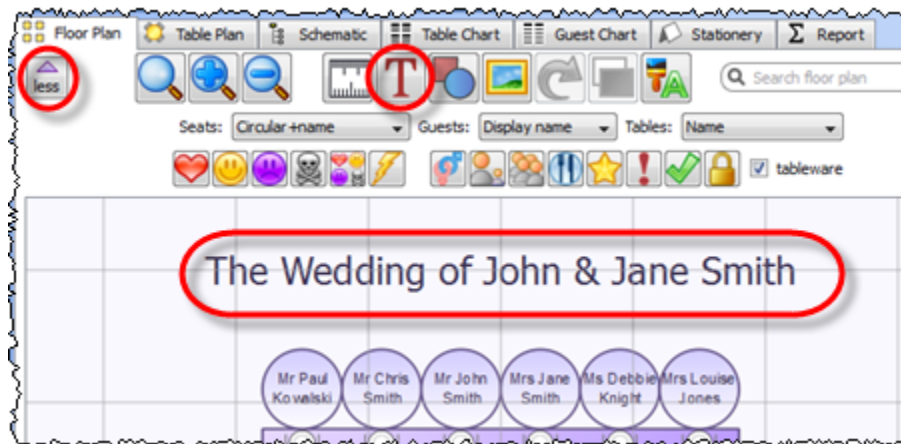 Floor Plan Table Plan Schematic Table Chart Guest Chart Stationery Σ Report
less T A Search floor plan
Seats: Circular +name Guests: Display name Tables: Name
tableware
The Wedding of John & Jane Smith
Mr Paul Mr Chris Mr John Mrs Jane Ms Debbie Mrs Louise
Kowalski Smith Smith Smith Knight Jones